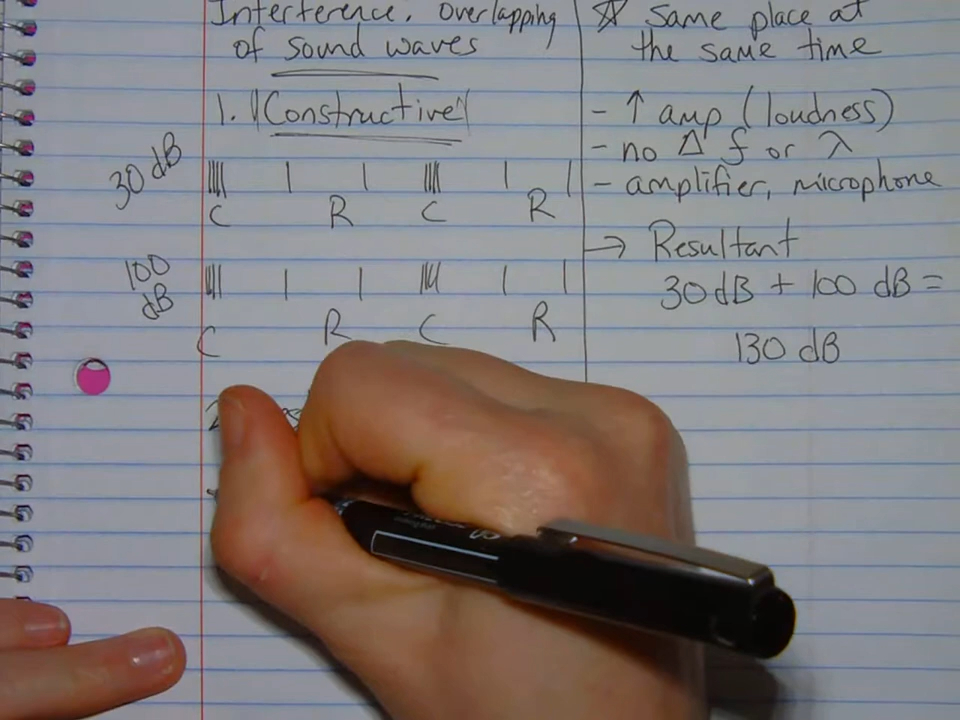 Interference. Overlapping
of sound waves
1. Constructive
30 dB
C R C R
100
dB
C R C R
2.
☆ Same place at
the same time
- ↑ amp (loudness)
- no Δ f or λ
- amplifier, microphone
→ Resultant
30 dB + 100 dB =
130 dB